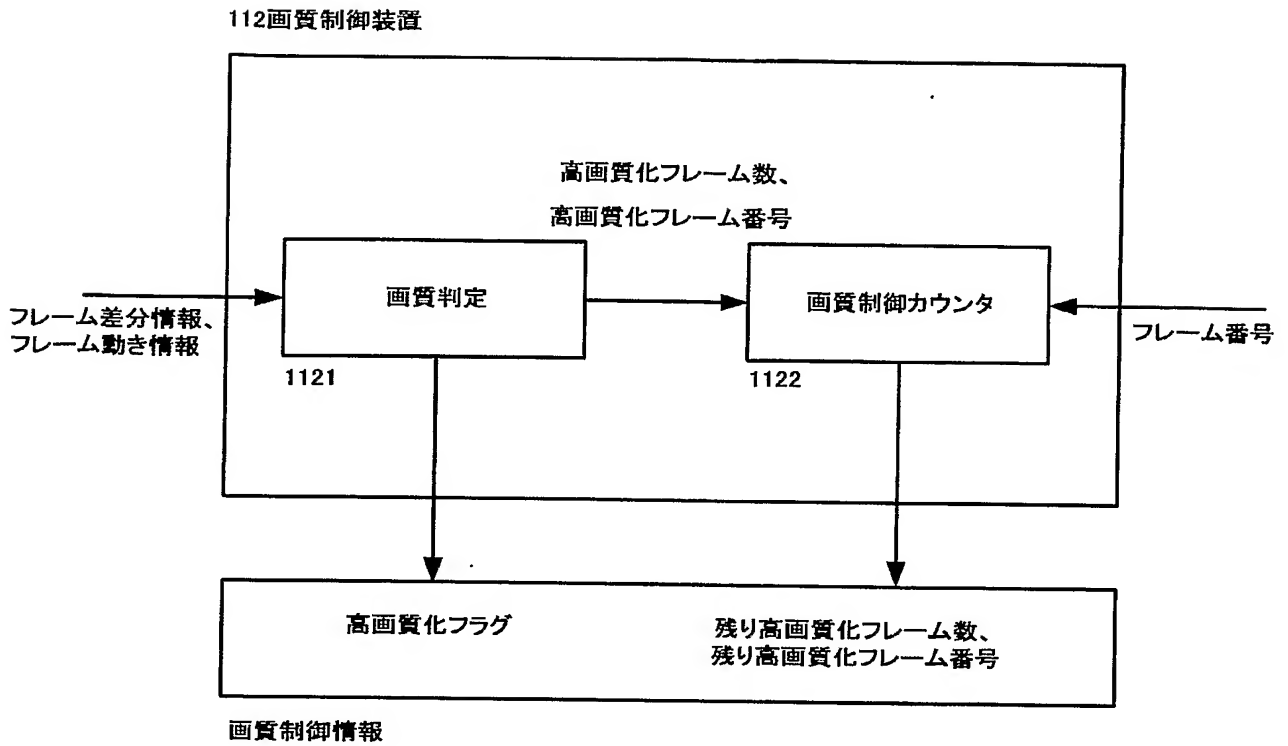 112画質制御装置
高画質化フレーム数、
高画質化フレーム番号
画質判定
画質制御カウンタ
フレーム差分情報、
フレーム動き情報
フレーム番号
1121
1122
高画質化フラグ
残り高画質化フレーム数、
残り高画質化フレーム番号
画質制御情報